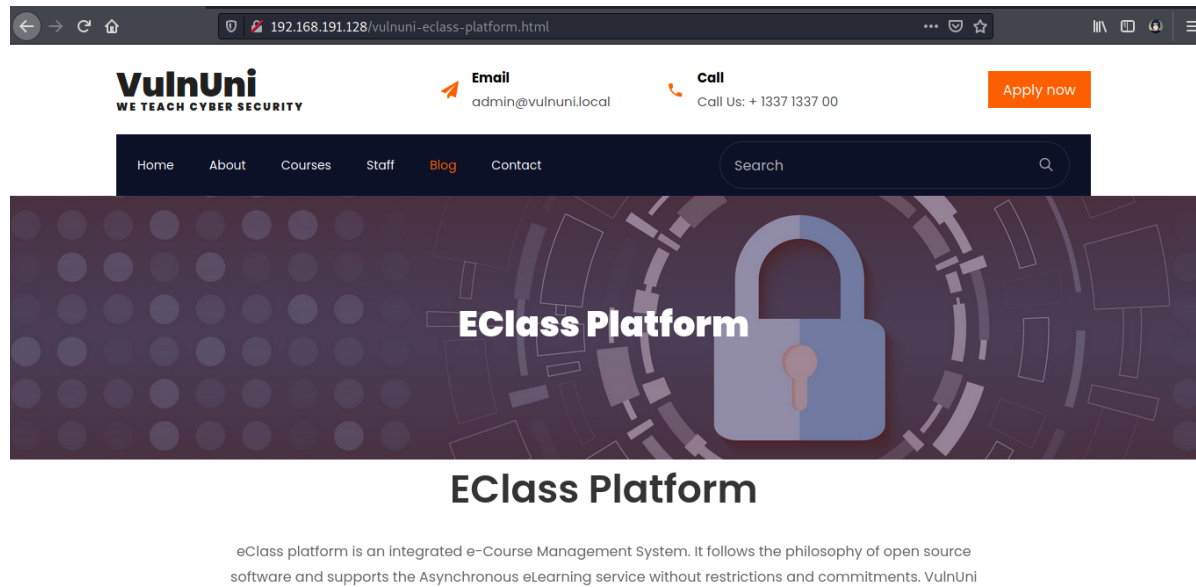 192.168.191.128/vulnuni-eclass-platform.html
VulnUni
WE TEACH CYBER SECURITY
Email
admin@vulnuni.local
Call
Call Us: + 1337 1337 00
Apply now
Home About Courses Staff Blog Contact Search
EClass Platform
EClass Platform
eClass platform is an integrated e-Course Management System. It follows the philosophy of open source
software and supports the Asynchronous eLearning service without restrictions and commitments. VulnUni